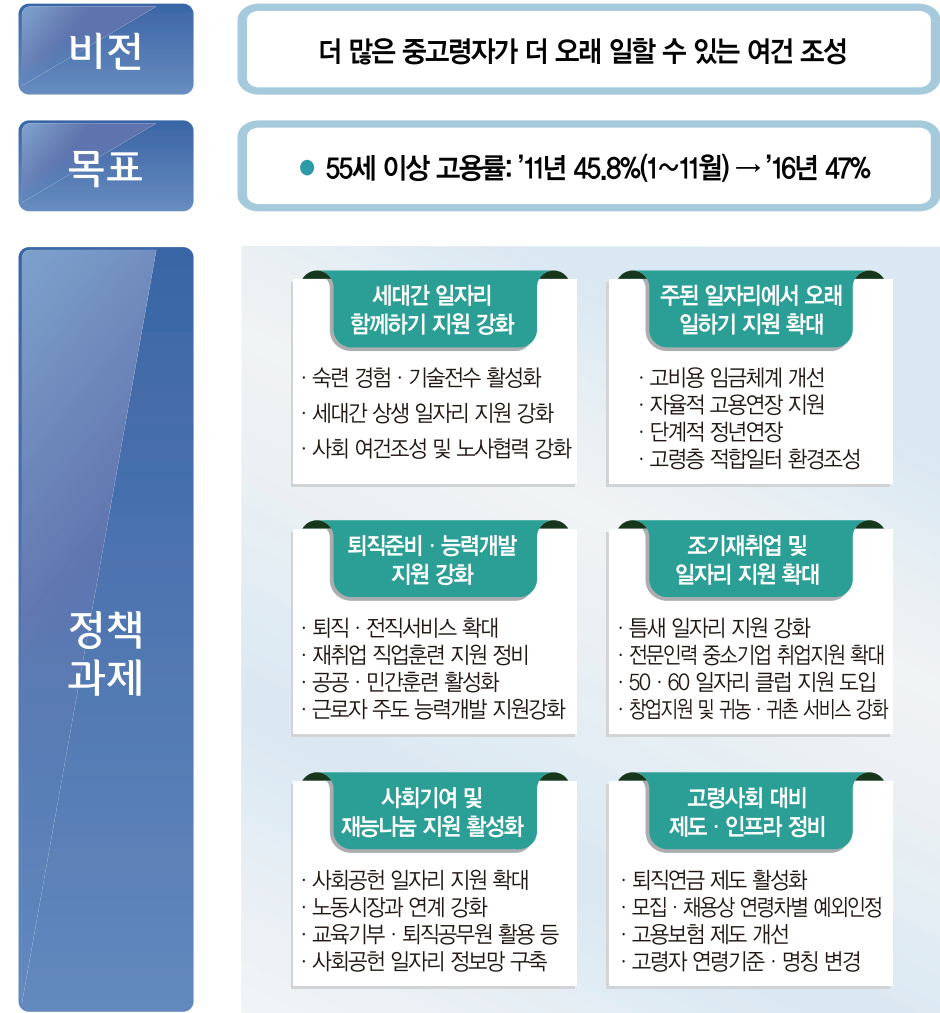 비전
더 많은 중고령자가 더 오래 일할 수 있는 여건 조성
목표
● 55세 이상 고용률: ’11년 45.8%(1~11월) → ’16년 47%
정책
과제
세대간 일자리
함께하기 지원 강화
· 숙련 경험 · 기술전수 활성화
· 세대간 상생 일자리 지원 강화
· 사회 여건조성 및 노사협력 강화
주된 일자리에서 오래
일하기 지원 확대
· 고비용 임금체계 개선
· 자율적 고용연장 지원
· 단계적 정년연장
· 고령층 적합일터 환경조성
퇴직준비 · 능력개발
지원 강화
· 퇴직 · 전직서비스 확대
· 재취업 직업훈련 지원 정비
· 공공 · 민간훈련 활성화
· 근로자 주도 능력개발 지원강화
조기재취업 및
일자리 지원 확대
· 틈새 일자리 지원 강화
· 전문인력 중소기업 취업지원 확대
· 50 · 60 일자리 클럽 지원 도입
· 창업지원 및 귀농 · 귀촌 서비스 강화
사회기여 및
재능나눔 지원 활성화
· 사회공헌 일자리 지원 확대
· 노동시장과 연계 강화
· 교육기부 · 퇴직공무원 활용 등
· 사회공헌 일자리 정보망 구축
고령사회 대비
제도 · 인프라 정비
· 퇴직연금 제도 활성화
· 모집 · 채용상 연령차별 예외인정
· 고용보험 제도 개선
· 고령자 연령기준 · 명칭 변경